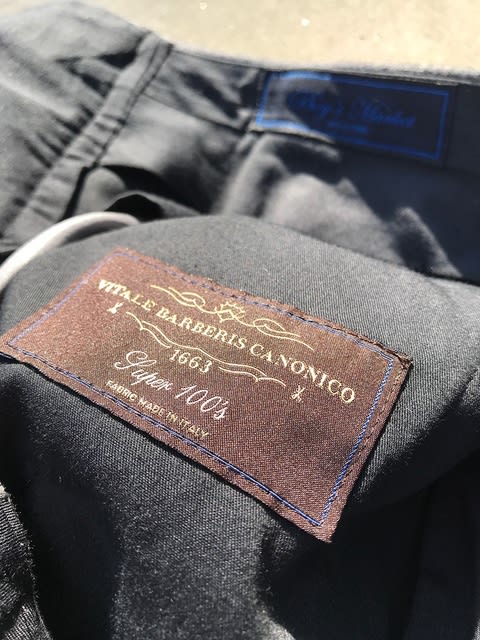 VITALE BARBERIS CANONICO
1663
Super 100's
FABRIC MADE IN ITALY